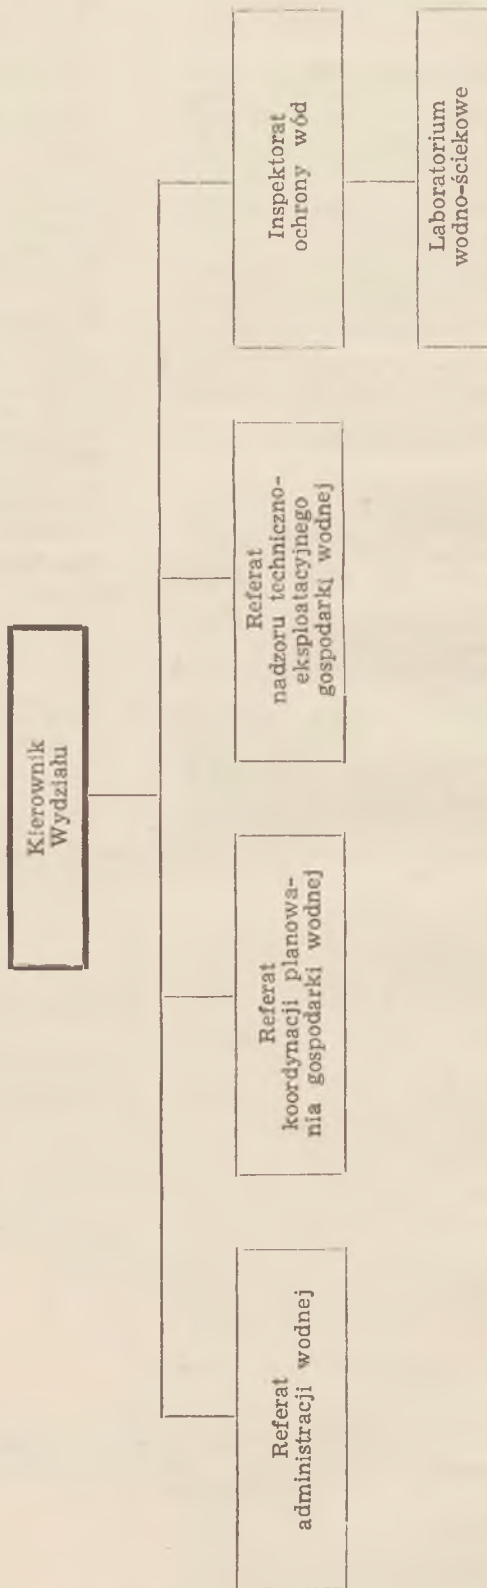 Kierownik
Wydziału
Referat
administracji wodnej
Referat
koordynacji planowa-
nia gospodarki wodnej
Referat
nadzoru techniczno-
eksploatacyjnego
gospodarki wodnej
Inspektorat
ochrony wód
Laboratorium
wodno-ściekowe